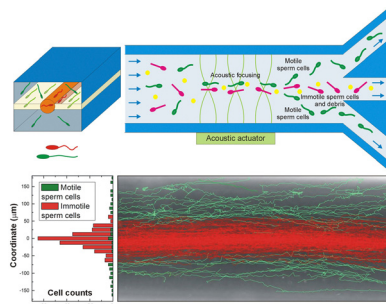 Motile
sperm cells
Acoustic focusing
Immotile sperm cells
and debris
Motile
sperm cells
Acoustic actuator
Coordinate (μm)
150
100
50
0
-50
-100
-150
Motile
sperm cells
Immotile
sperm cells
Cell counts